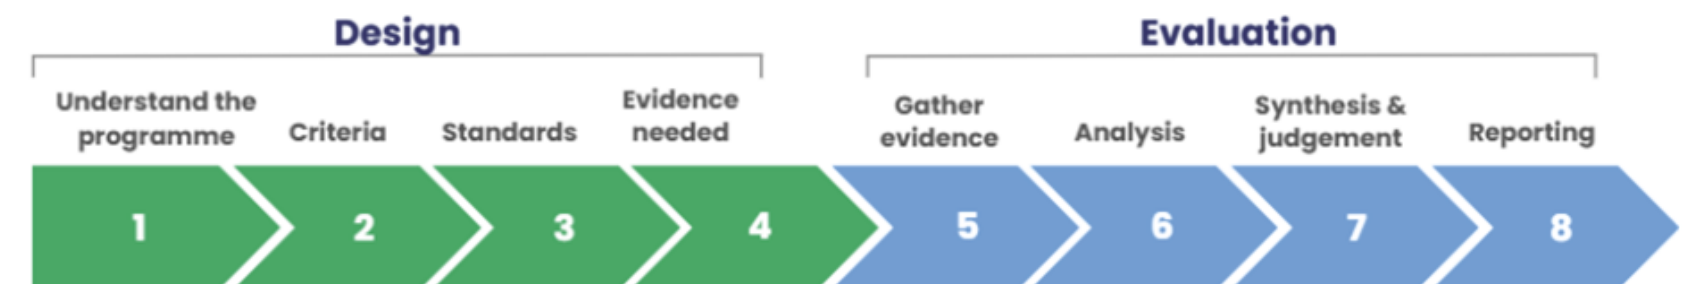 Design
Evaluation
Understand the
programme
Criteria
Standards
Evidence
needed
Gather
evidence
Analysis
Synthesis &
judgement
Reporting
1
2
3
4
5
6
7
8